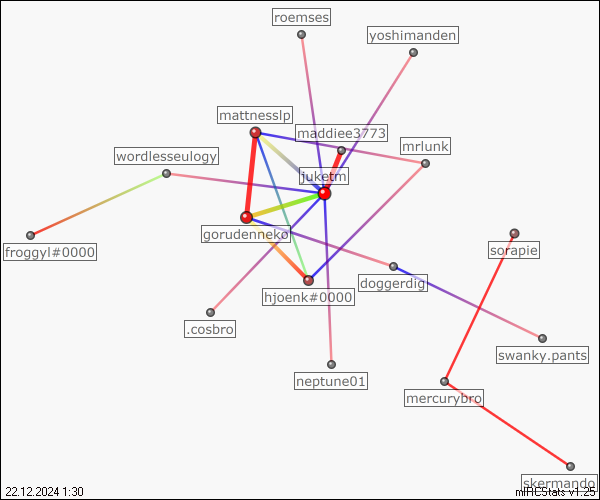 roemses
yoshimanden
mattnesslp
maddiee3773
mrlunk
wordlesseulogy
juketm
gorudenneko
froggyl#0000
sorapie
doggerdig
hjoenk#0000
.cosbro
swanky.pants
neptune01
mercurybro
skermando
22.12.2024 1:30
mIRCStats v1.25